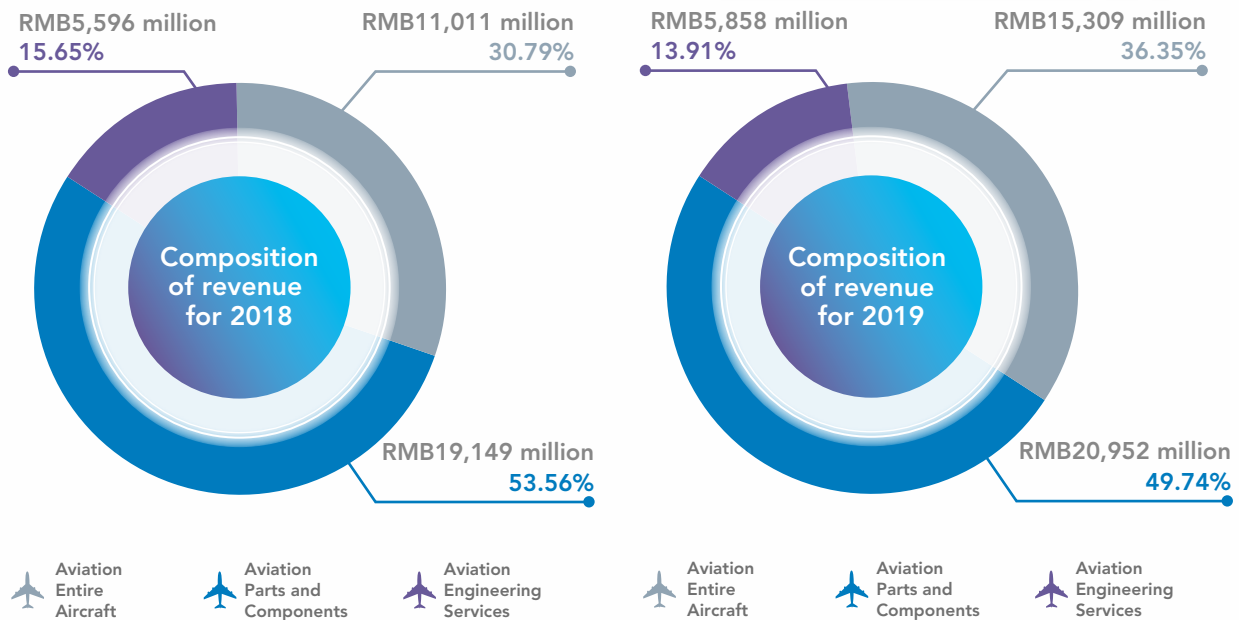 RMB5,596 million
15.65%
RMB11,011 million
30.79%
Composition
of revenue
for 2018
RMB19,149 million
53.56%
Aviation
Entire
Aircraft
Aviation
Parts and
Components
Aviation
Engineering
Services
RMB5,858 million
13.91%
RMB15,309 million
36.35%
Composition
of revenue
for 2019
RMB20,952 million
49.74%
Aviation
Entire
Aircraft
Aviation
Parts and
Components
Aviation
Engineering
Services